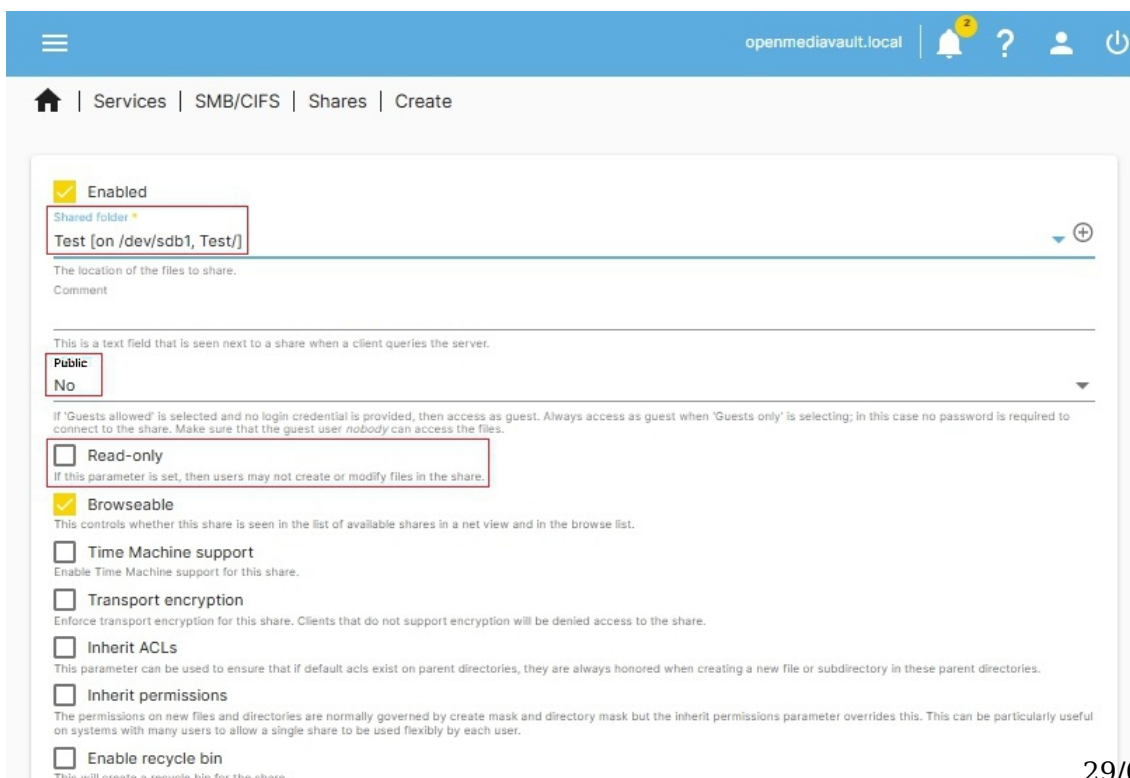 openmediavault.local
2
?
Services | SMB/CIFS | Shares | Create
Enabled
Shared folder *
Test [on /dev/sdb1, Test/]
The location of the files to share.
Comment
This is a text field that is seen next to a share when a client queries the server.
Public
No
If 'Guests allowed' is selected and no login credential is provided, then access as guest. Always access as guest when 'Guests only' is selecting; in this case no password is required to
connect to the share. Make sure that the guest user nobody can access the files.
Read-only
If this parameter is set, then users may not create or modify files in the share.
Browseable
This controls whether this share is seen in the list of available shares in a net view and in the browse list.
Time Machine support
Enable Time Machine support for this share.
Transport encryption
Enforce transport encryption for this share. Clients that do not support encryption will be denied access to the share.
Inherit ACLs
This parameter can be used to ensure that if default acls exist on parent directories, they are always honored when creating a new file or subdirectory in these parent directories.
Inherit permissions
The permissions on new files and directories are normally governed by create mask and directory mask but the inherit permissions parameter overrides this. This can be particularly useful
on systems with many users to allow a single share to be used flexibly by each user.
Enable recycle bin
This will create a recycle bin for the share.
29/